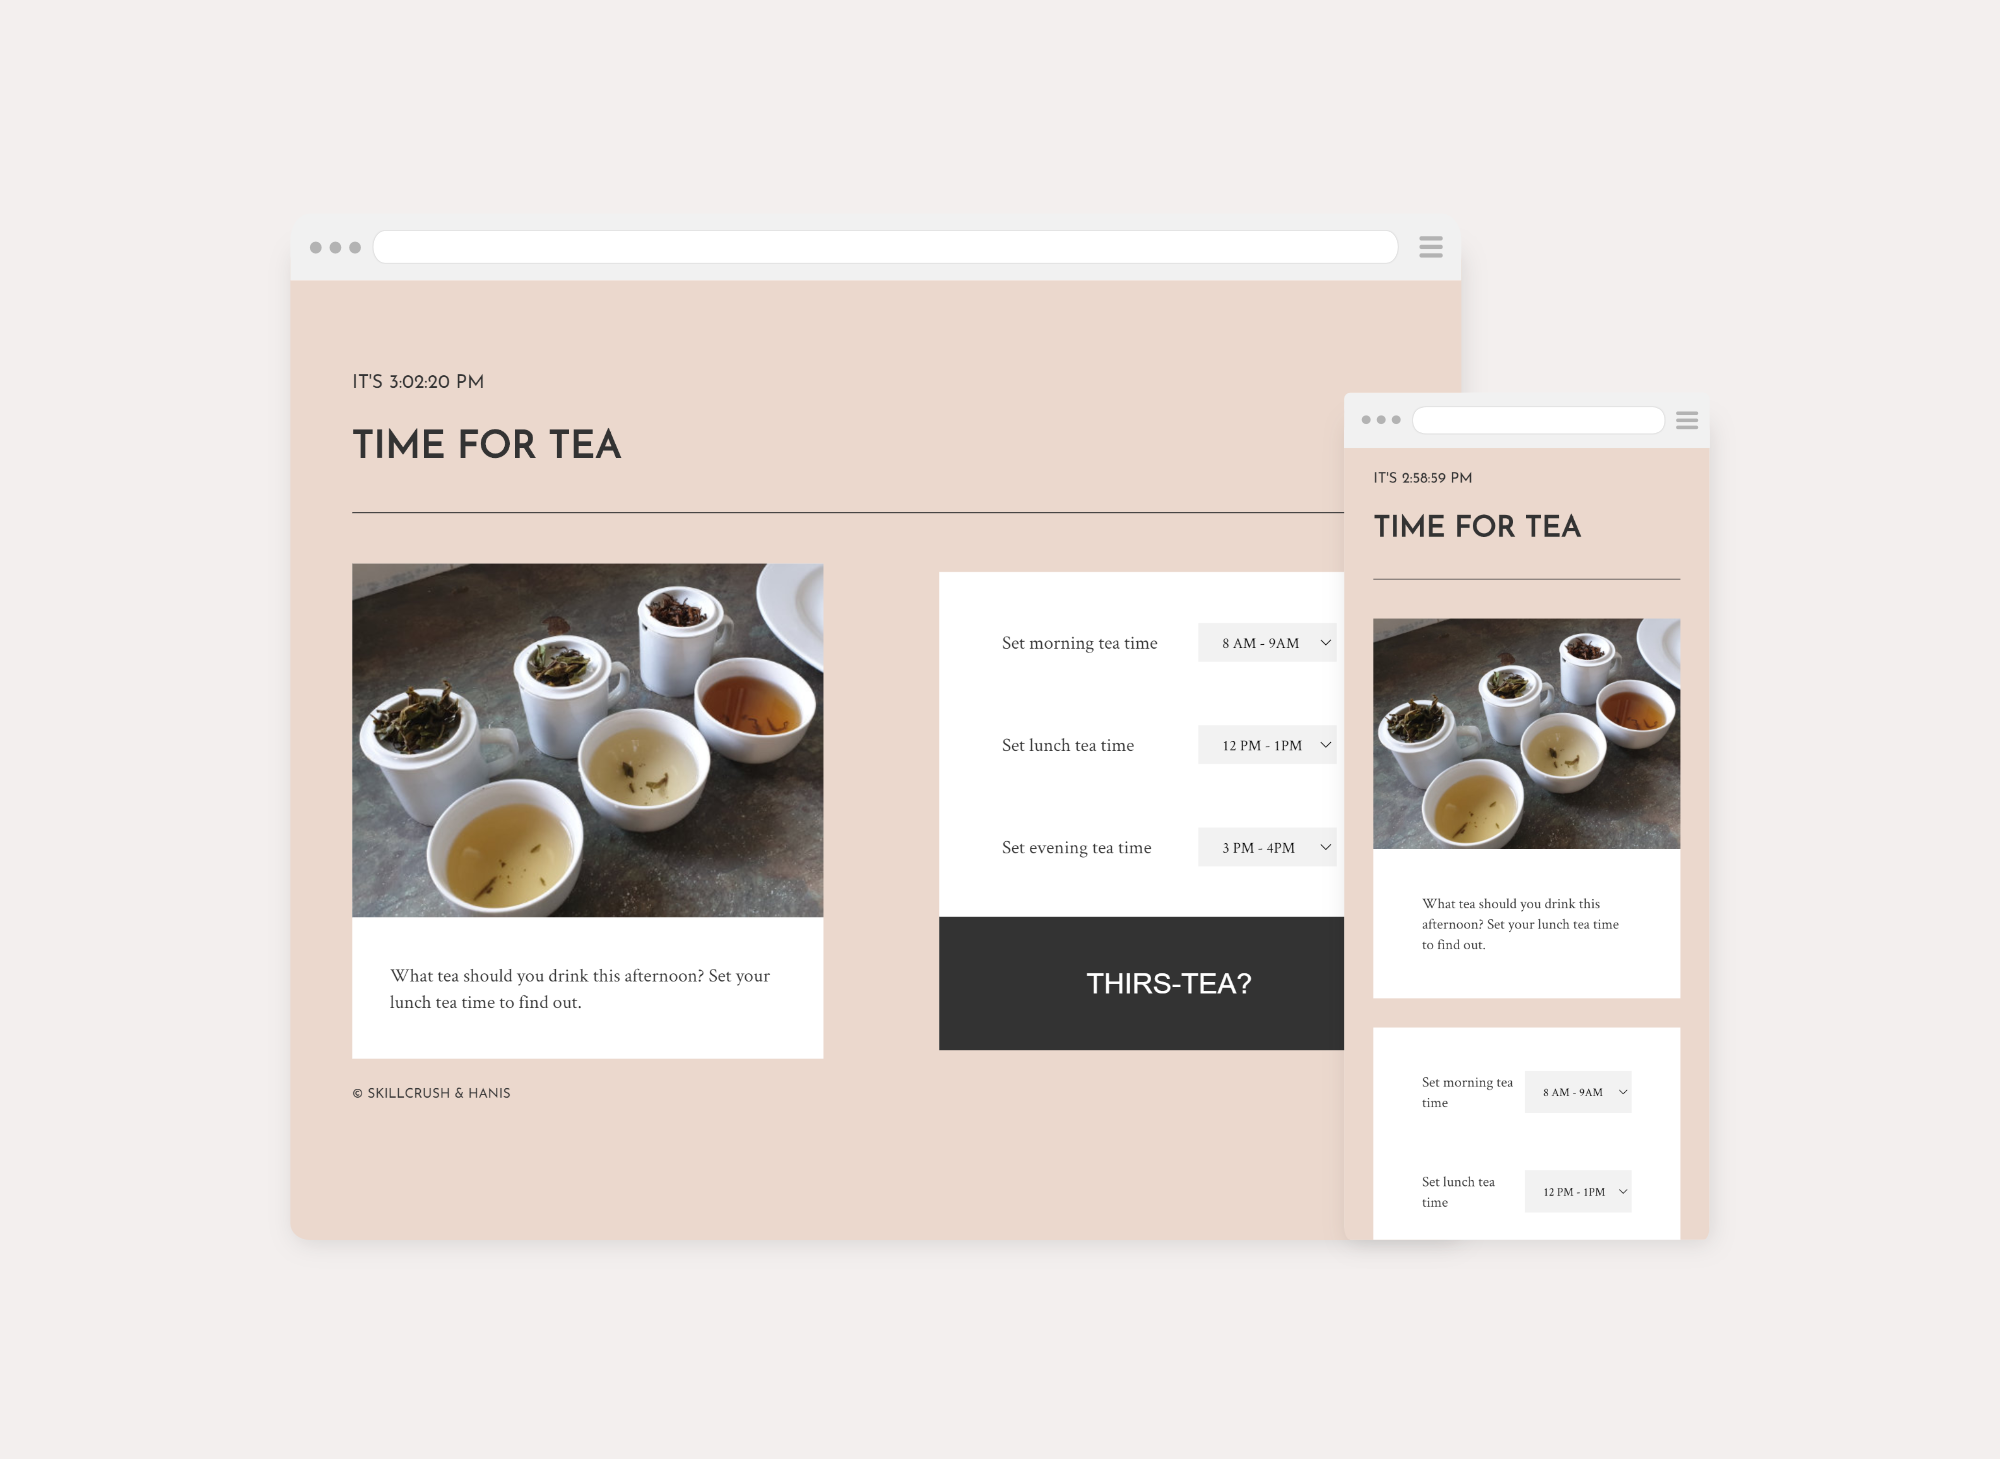 IT'S 3:02:20 PM
TIME FOR TEA
What tea should you drink this afternoon? Set your
lunch tea time to find out.
Set morning tea time 8 AM - 9AM
Set lunch tea time 12 PM - 1PM
Set evening tea time 3 PM - 4PM
THIRS-TEA?
© SKILLCRUSH & HANIS
IT'S 2:58:59 PM
TIME FOR TEA
What tea should you drink this
afternoon? Set your lunch tea time
to find out.
Set morning tea
time
8 AM - 9AM
Set lunch tea
time
12 PM - 1PM